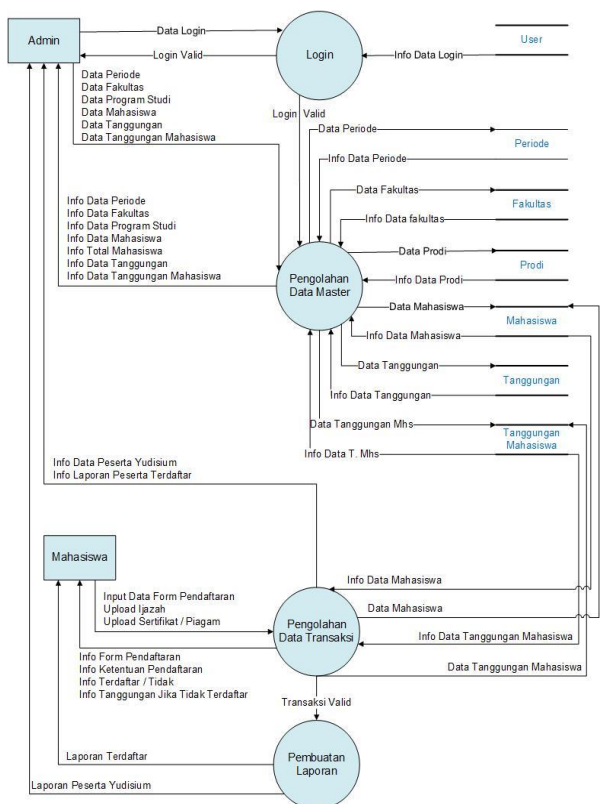 Admin
Data Login
Login Valid
Login
Info Data Login
User
Data Periode
Data Fakultas
Data Program Studi
Data Mahasiswa
Data Tanggungan
Data Tanggungan Mahasiswa
Login Valid
Data Periode
Periode
Info Data Periode
Data Fakultas
Fakultas
Info Data fakultas
Info Data Periode
Info Data Fakultas
Info Data Program Studi
Info Data Mahasiswa
Info Total Mahasiswa
Info Data Tanggungan
Info Data Tanggungan Mahasiswa
Pengolahan
Data Master
Data Prodi
Prodi
Info Data Prodi
Data Mahasiswa
Mahasiswa
Info Data Mahasiswa
Data Tanggungan
Tanggungan
Info Data Tanggungan
Data Tanggungan Mhs
Tanggungan
Mahasiswa
Info Data T. Mhs
Info Data Peserta Yudisium
Info Laporan Peserta Terdaftar
Mahasiswa
Input Data Form Pendaftaran
Upload Ijazah
Upload Sertifikat / Piagam
Pengolahan
Data Transaksi
Info Data Mahasiswa
Data Mahasiswa
Info Data Tanggungan Mahasiswa
Data Tanggungan Mahasiswa
Info Form Pendaftaran
Info Ketentuan Pendaftaran
Info Terdaftar / Tidak
Info Tanggungan Jika Tidak Terdaftar
Transaksi Valid
Laporan Terdaftar
Pembuatan
Laporan
Laporan Peserta Yudisium